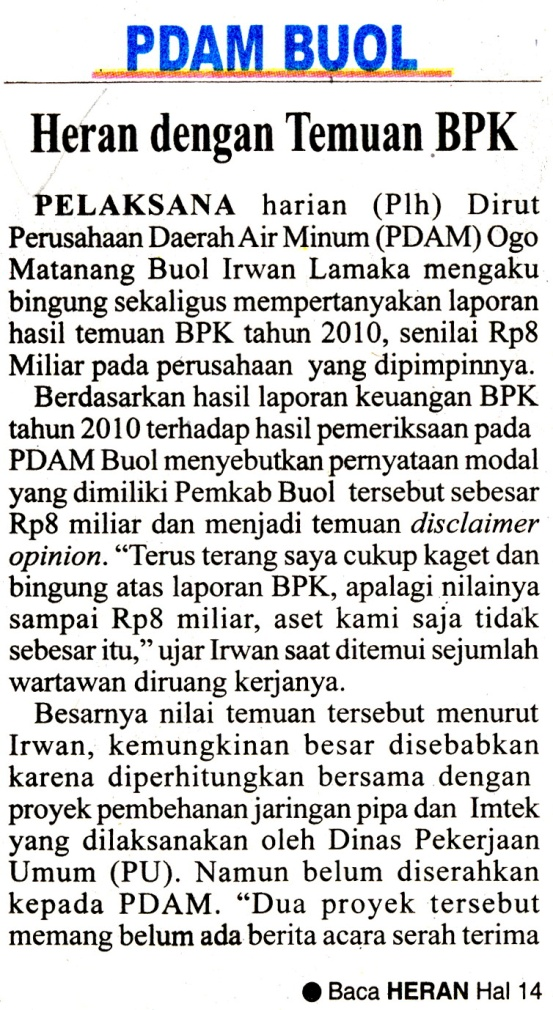 PDAM BUOL
Heran dengan Temuan BPK
PELAKSANA harian (Plh) Dirut
Perusahaan Daerah Air Minum (PDAM) Ogo
Matanang Buol Irwan Lamaka mengaku
bingung sekaligus mempertanyakan laporan
hasil temuan BPK tahun 2010, senilai Rp8
Miliar pada perusahaan yang dipimpinnya.
Berdasarkan hasil laporan keuangan BPK
tahun 2010 terhadap hasil pemeriksaan pada
PDAM Buol menyebutkan pernyataan modal
yang dimiliki Pemkab Buol tersebut sebesar
Rp8 miliar dan menjadi temuan disclaimer
opinion. “Terus terang saya cukup kaget dan
bingung atas laporan BPK, apalagi nilainya
sampai Rp8 miliar, aset kami saja tidak
sebesar itu,” ujar Irwan saat ditemui sejumlah
wartawan diruang kerjanya.
Besarnya nilai temuan tersebut menurut
Irwan, kemungkinan besar disebabkan
karena diperhitungkan bersama dengan
proyek pembehanan jaringan pipa dan Imtek
yang dilaksanakan oleh Dinas Pekerjaan
Umum (PU). Namun belum diserahkan
kepada PDAM. “Dua proyek tersebut
memang belum ada berita acara serah terima
● Baca HERAN Hal 14